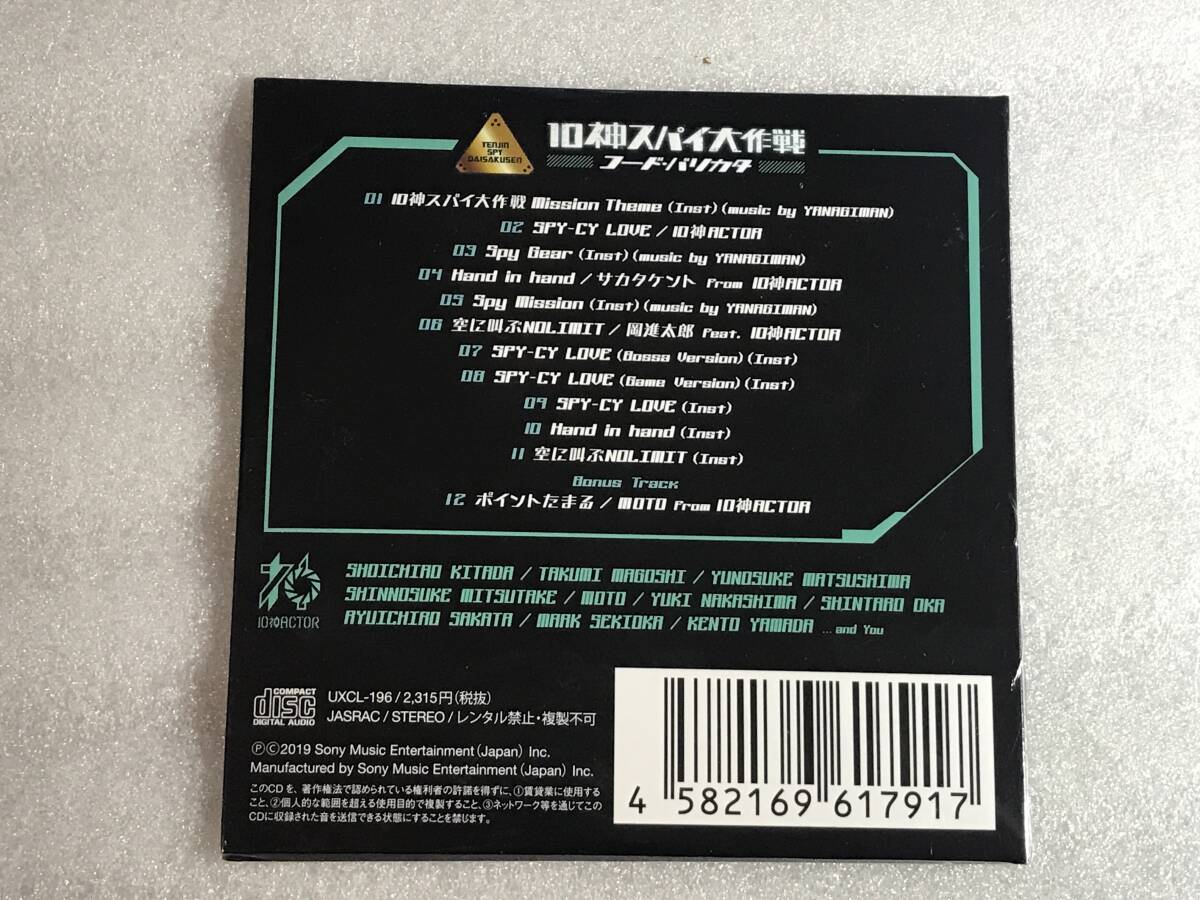 TENJIN
SPY
DAISAKUSEN
10神スパイ大作戦
コード・バリカタ
01 10神スパイ大作戦 Mission Theme (Inst) (music by YANAGIMAN)
02 SPY-CY LOVE / 10神ACTOR
03 Spy Gear (Inst) (music by YANAGIMAN)
04 Hand in hand / サカタケント from 10神ACTOR
05 Spy Mission (Inst) (music by YANAGIMAN)
06 空に叫ぶNOLIMIT / 岡進太郎 feat. 10神ACTOR
07 SPY-CY LOVE (Bossa Version) (Inst)
08 SPY-CY LOVE (Game Version) (Inst)
09 SPY-CY LOVE (Inst)
10 Hand in hand (Inst)
11 空に叫ぶNOLIMIT (Inst)
Bonus Track
12 ポイントたまる / MOTO from 10神ACTOR
SHOICHIRO KITADA / TAKUMI MAGOSHI / YUNOSUKE MATSUSHIMA
SHINNOSUKE MITSUTAKE / MOTO / YUKI NAKASHIMA / SHINTARO OKA
RYUICHIRO SAKATA / MARK SEKIOKA / KENTO YAMADA ...and You
10神ACTOR
COMPACT
disc
DIGITAL AUDIO
UXCL-196 / 2,315円(税抜)
JASRAC / STEREO / レンタル禁止・複製不可
Ⓟ©2019 Sony Music Entertainment (Japan) Inc.
Manufactured by Sony Music Entertainment (Japan) Inc.
このCDを、著作権法で認められている権利者の許諾を得ずに、①賃貸業に使用する
こと、②個人的な範囲を超える使用目的で複製すること、③ネットワーク等を通じてこの
CDに収録された音を送信できる状態にすることを禁じます。
4 582169 617917